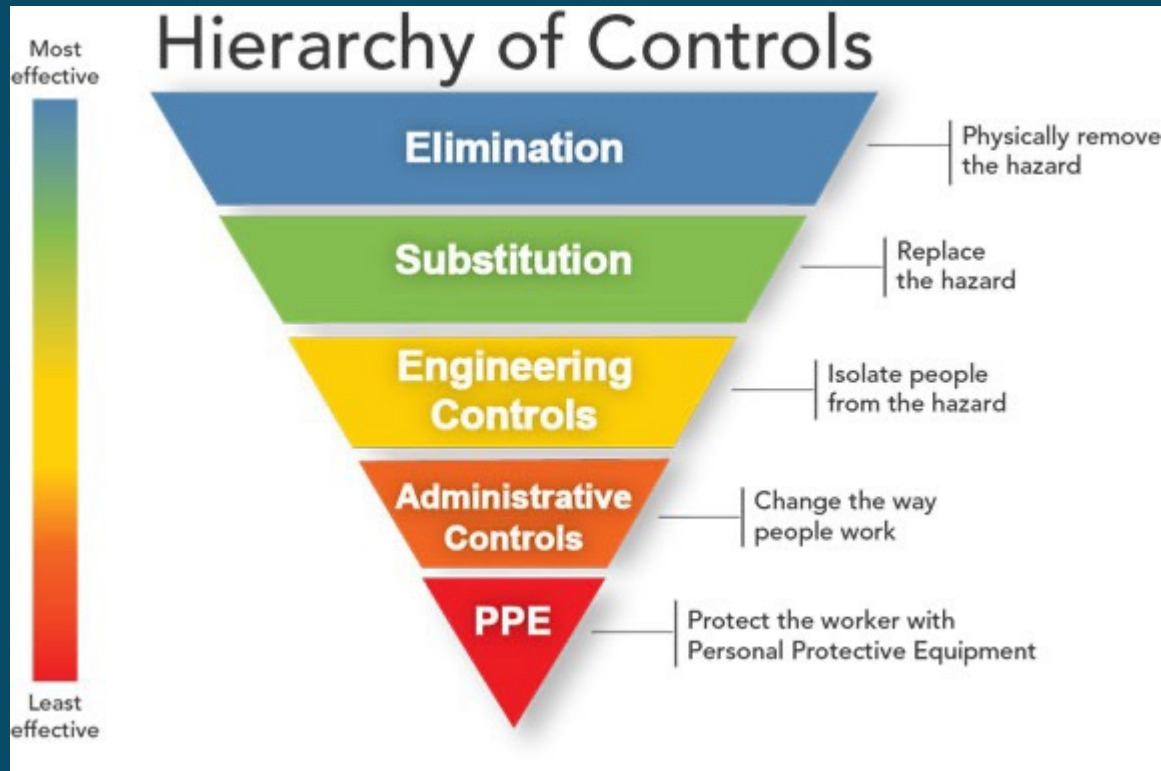 Hierarchy of Controls
Most
effective
Elimination
Physically remove
the hazard
Substitution
Replace
the hazard
Engineering
Controls
Isolate people
from the hazard
Administrative
Controls
Change the way
people work
PPE
Protect the worker with
Personal Protective Equipment
Least
effective